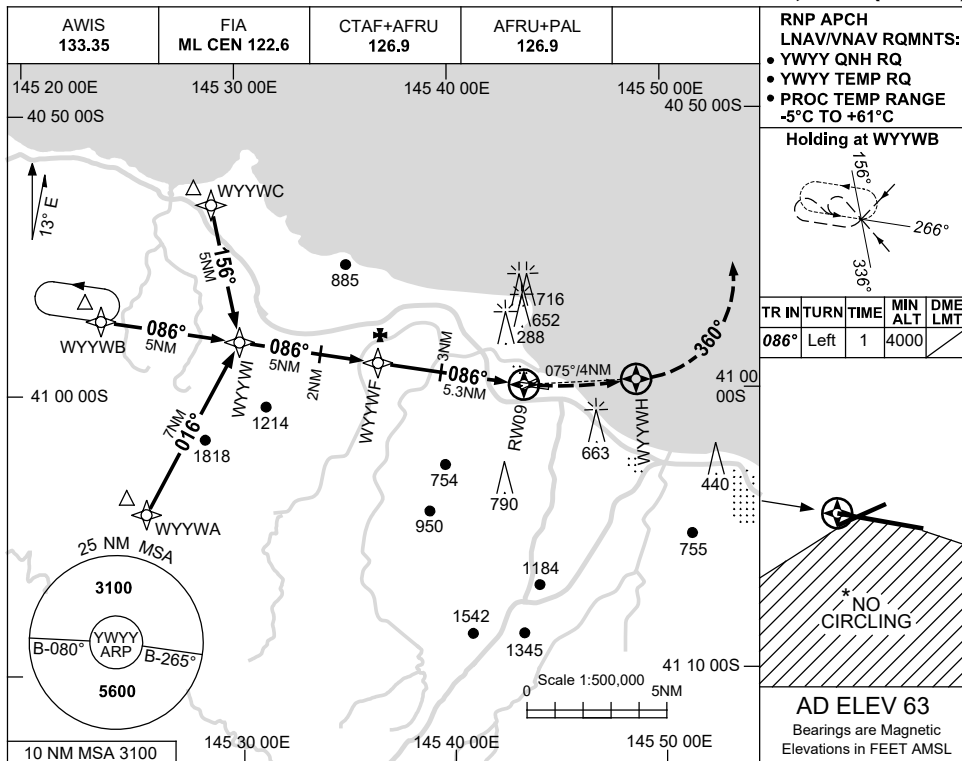 AWIS
133.35
FIA
ML CEN 122.6
CTAF+AFRU
126.9
AFRU+PAL
126.9
RNP APCH
LNAV/VNAV RQMNTS:
• YWYY QNH RQ
• YWYY TEMP RQ
• PROC TEMP RANGE
-5°C TO +61°C
145 20 00E
145 30 00E
145 40 00E
145 50 00E
40 50 00S
40 50 00S
Holding at WYYWB
156°
266°
336°
TR IN
TURN
TIME
MIN
ALT
DME
LMT
086°
Left
1
4000
13° E
WYYWC
156°
5NM
885
716
652
288
360°
WYYWB
086°
5NM
WYYWI
086°
5NM
2NM
WYYWF
3NM
086°
5.3NM
RW09
075°/4NM
WYYWH
41 00
00S
41 00 00S
016°
7NM
1214
1818
754
950
790
663
440
755
WYYWA
25 NM MSA
3100
YWYY
ARP
B-080°
B-265°
5600
1184
1542
1345
41 10 00S
Scale 1:500,000
0
5NM
*NO
CIRCLING
AD ELEV 63
Bearings are Magnetic
Elevations in FEET AMSL
10 NM MSA 3100
145 30 00E
145 40 00E
145 50 00E